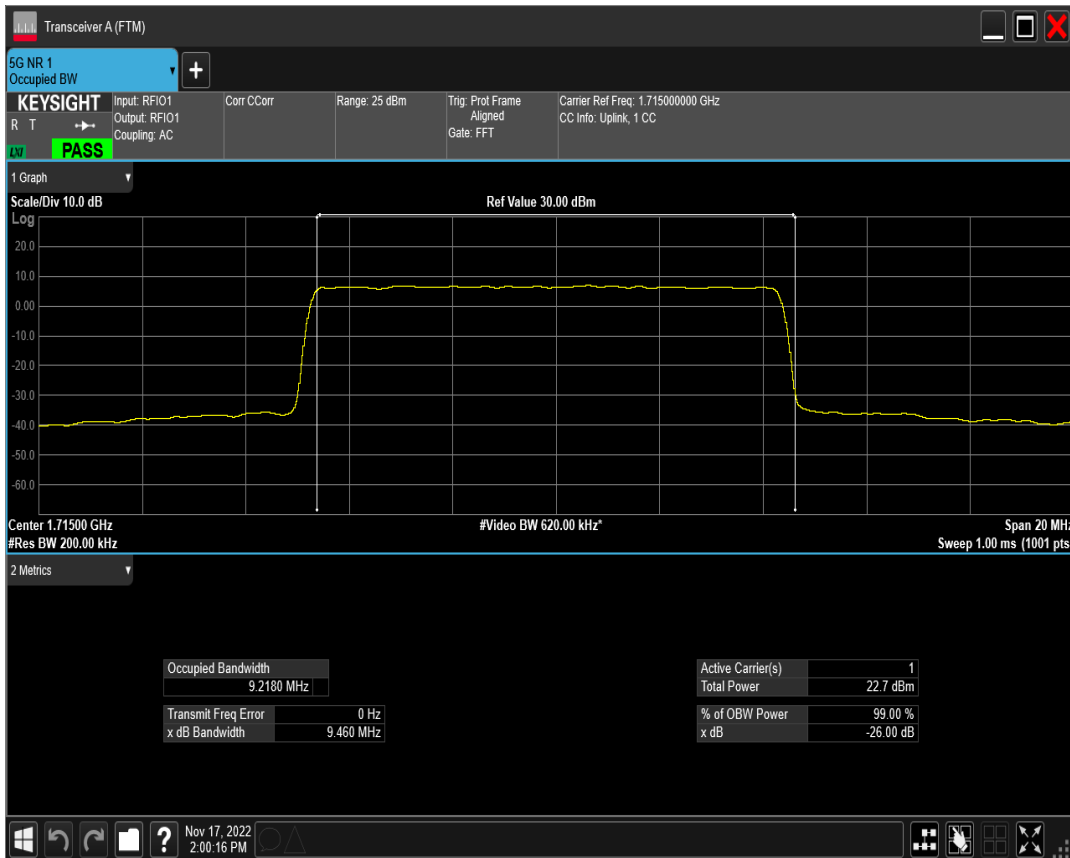 Transceiver A (FTM)
5G NR 1
Occupied BW
+
KEYSIGHT
R T
LXI
PASS
Input: RFIO1
Output: RFIO1
Coupling: AC
Corr CCorr
Range: 25 dBm
Trig: Prot Frame
Aligned
Gate: FFT
Carrier Ref Freq: 1.715000000 GHz
CC Info: Uplink, 1 CC
1 Graph
Scale/Div 10.0 dB
Ref Value 30.00 dBm
Log
20.0
10.0
0.00
-10.0
-20.0
-30.0
-40.0
-50.0
-60.0
Center 1.71500 GHz
#Video BW 620.00 kHz*
Span 20 MHz
#Res BW 200.00 kHz
Sweep 1.00 ms (1001 pts
2 Metrics
Occupied Bandwidth
9.2180 MHz
Transmit Freq Error 0 Hz
x dB Bandwidth 9.460 MHz
Active Carrier(s) 1
Total Power 22.7 dBm
% of OBW Power 99.00 %
x dB -26.00 dB
?
Nov 17, 2022
2:00:16 PM